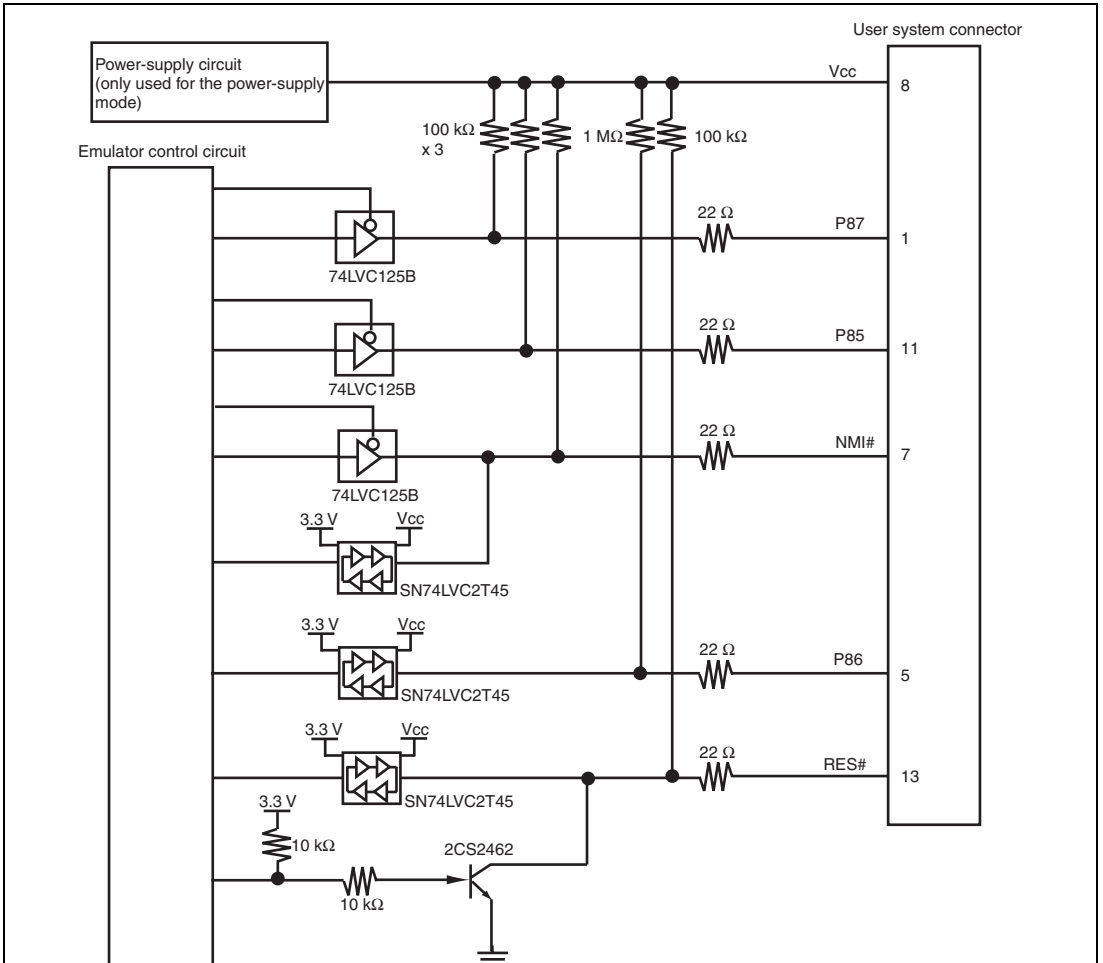 User system connector
Power-supply circuit
(only used for the power-supply
mode)
Vcc
8
100 kΩ
x 3
1 MΩ
100 kΩ
Emulator control circuit
22 Ω
P87
1
74LVC125B
22 Ω
P85
11
74LVC125B
22 Ω
NMI#
7
74LVC125B
3.3 V
Vcc
SN74LVC2T45
3.3 V
Vcc
22 Ω
P86
5
SN74LVC2T45
3.3 V
Vcc
22 Ω
RES#
13
SN74LVC2T45
3.3 V
10 kΩ
2CS2462
10 kΩ